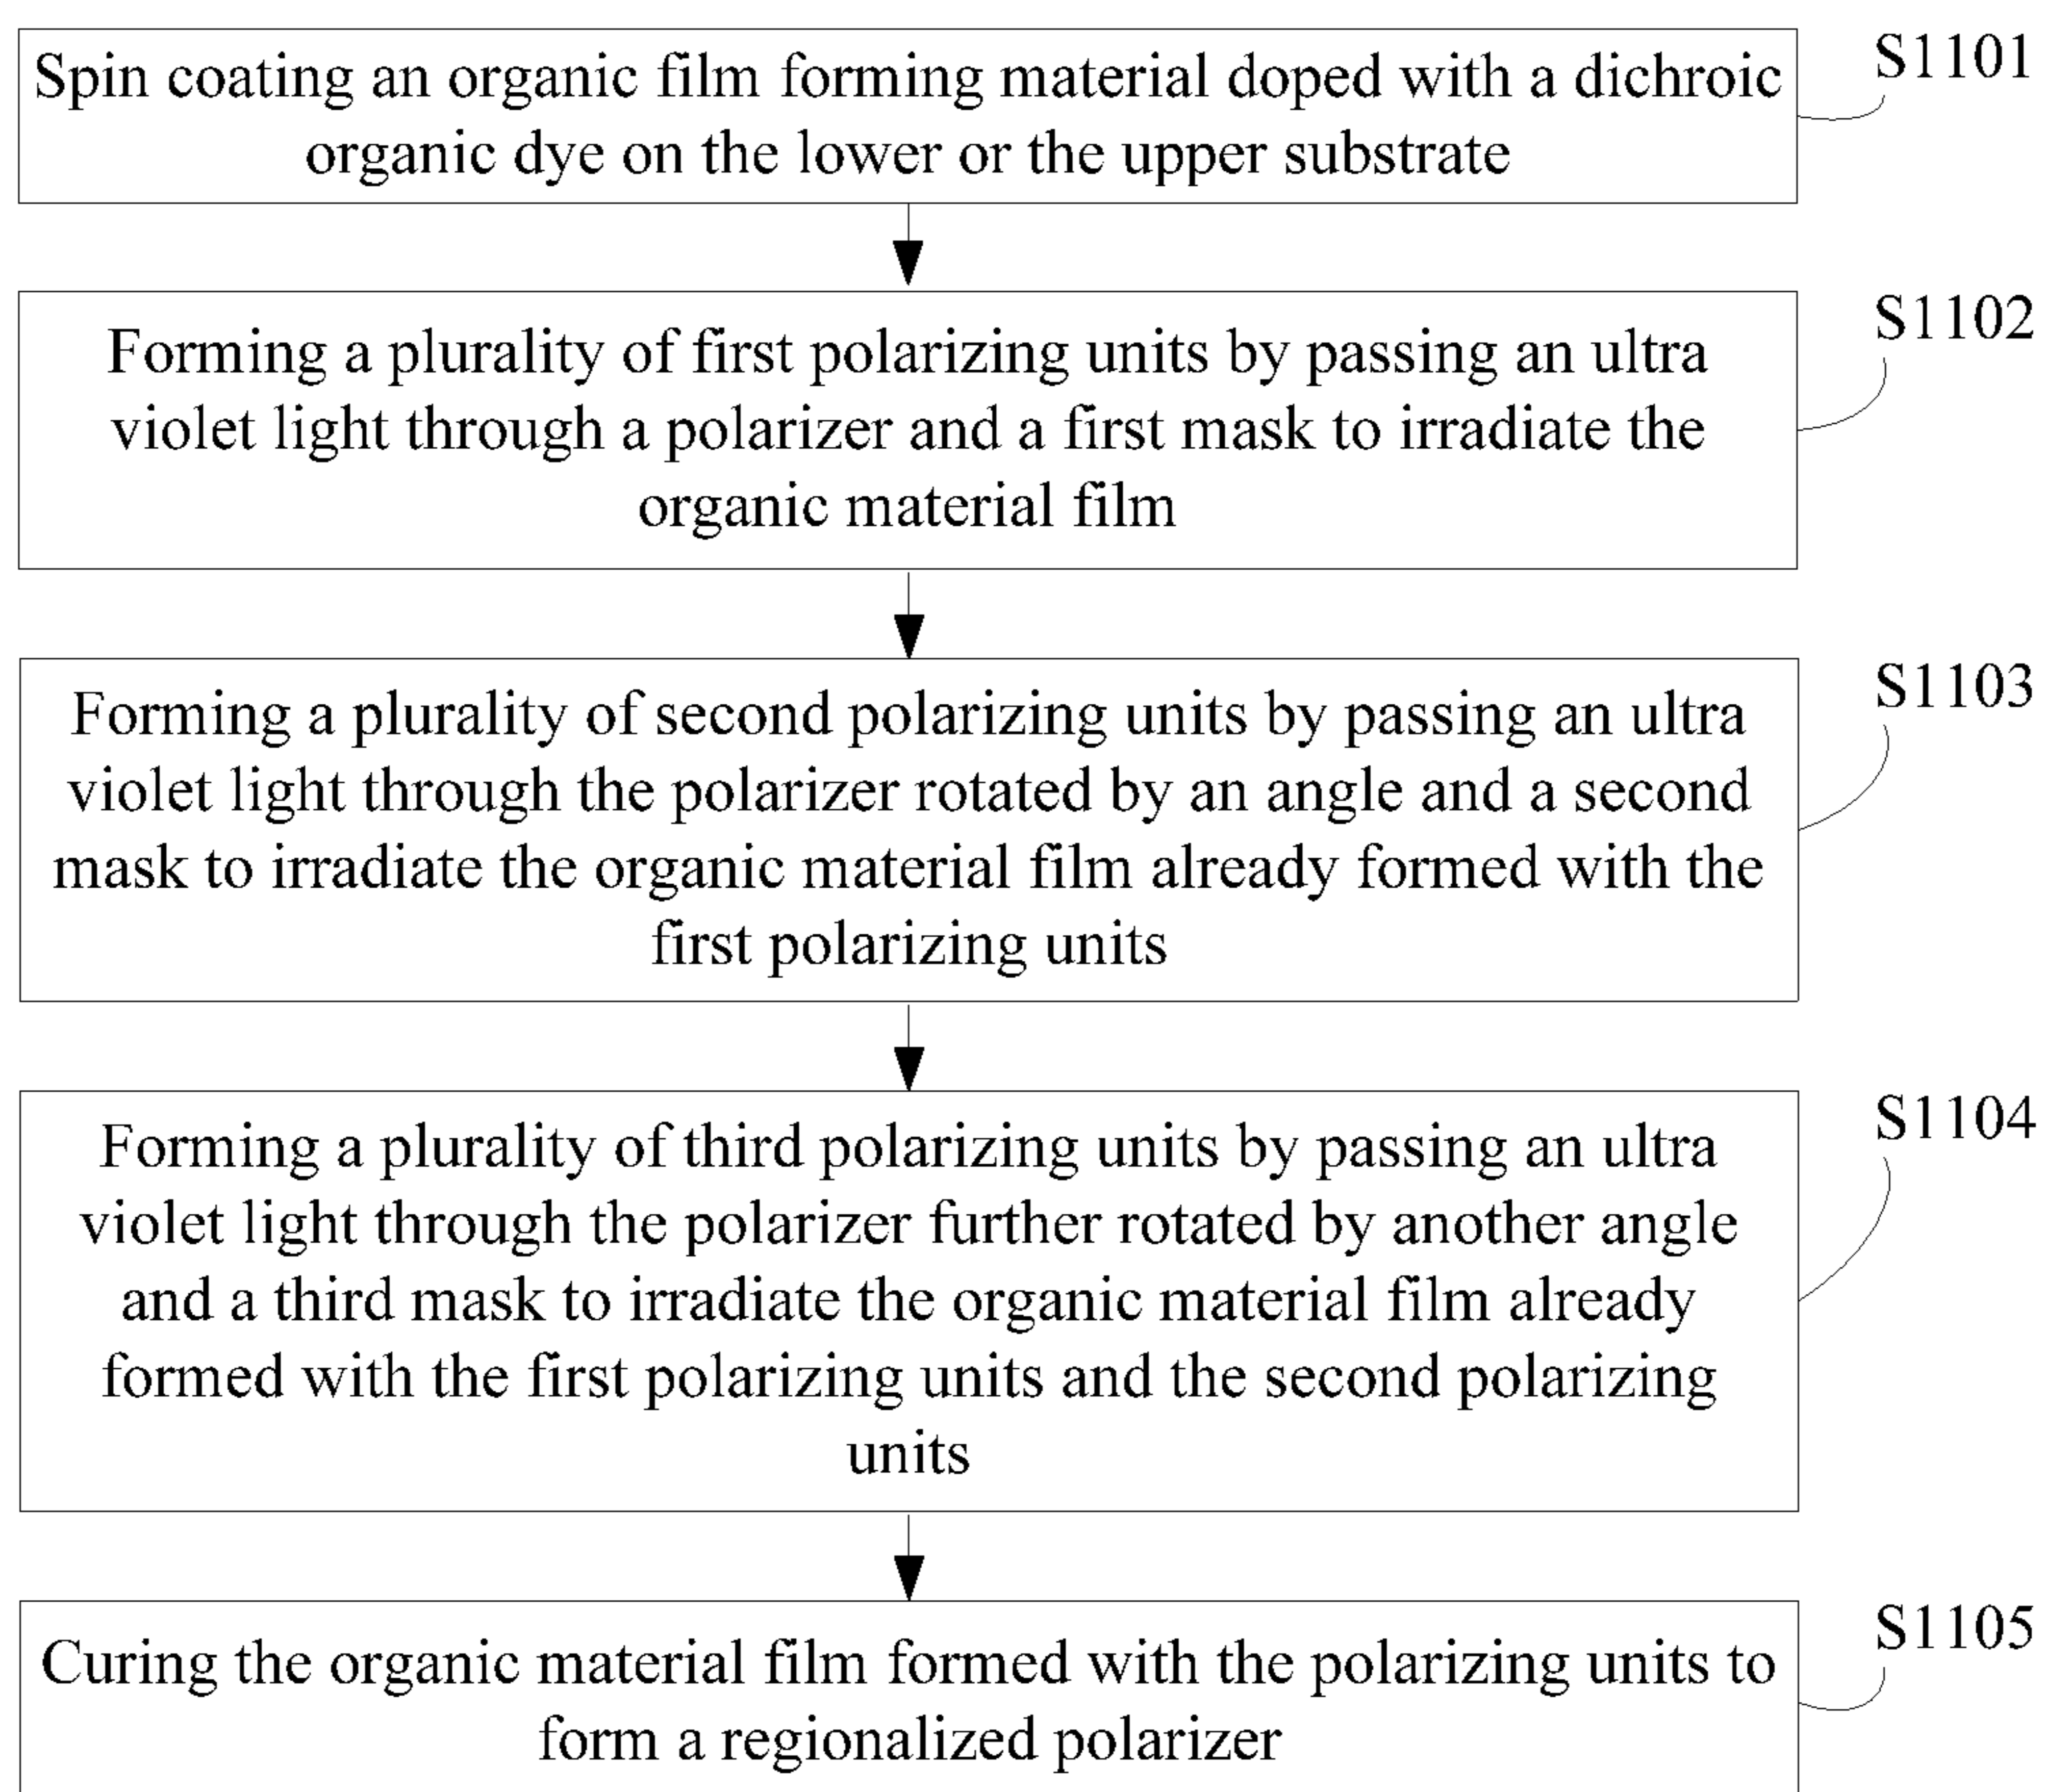 Spin coating an organic film forming material doped with a dichroic
organic dye on the lower or the upper substrate
S1101
Forming a plurality of first polarizing units by passing an ultra
violet light through a polarizer and a first mask to irradiate the
organic material film
S1102
Forming a plurality of second polarizing units by passing an ultra
violet light through the polarizer rotated by an angle and a second
mask to irradiate the organic material film already formed with the
first polarizing units
S1103
Forming a plurality of third polarizing units by passing an ultra
violet light through the polarizer further rotated by another angle
and a third mask to irradiate the organic material film already
formed with the first polarizing units and the second polarizing
units
S1104
Curing the organic material film formed with the polarizing units to
form a regionalized polarizer
S1105